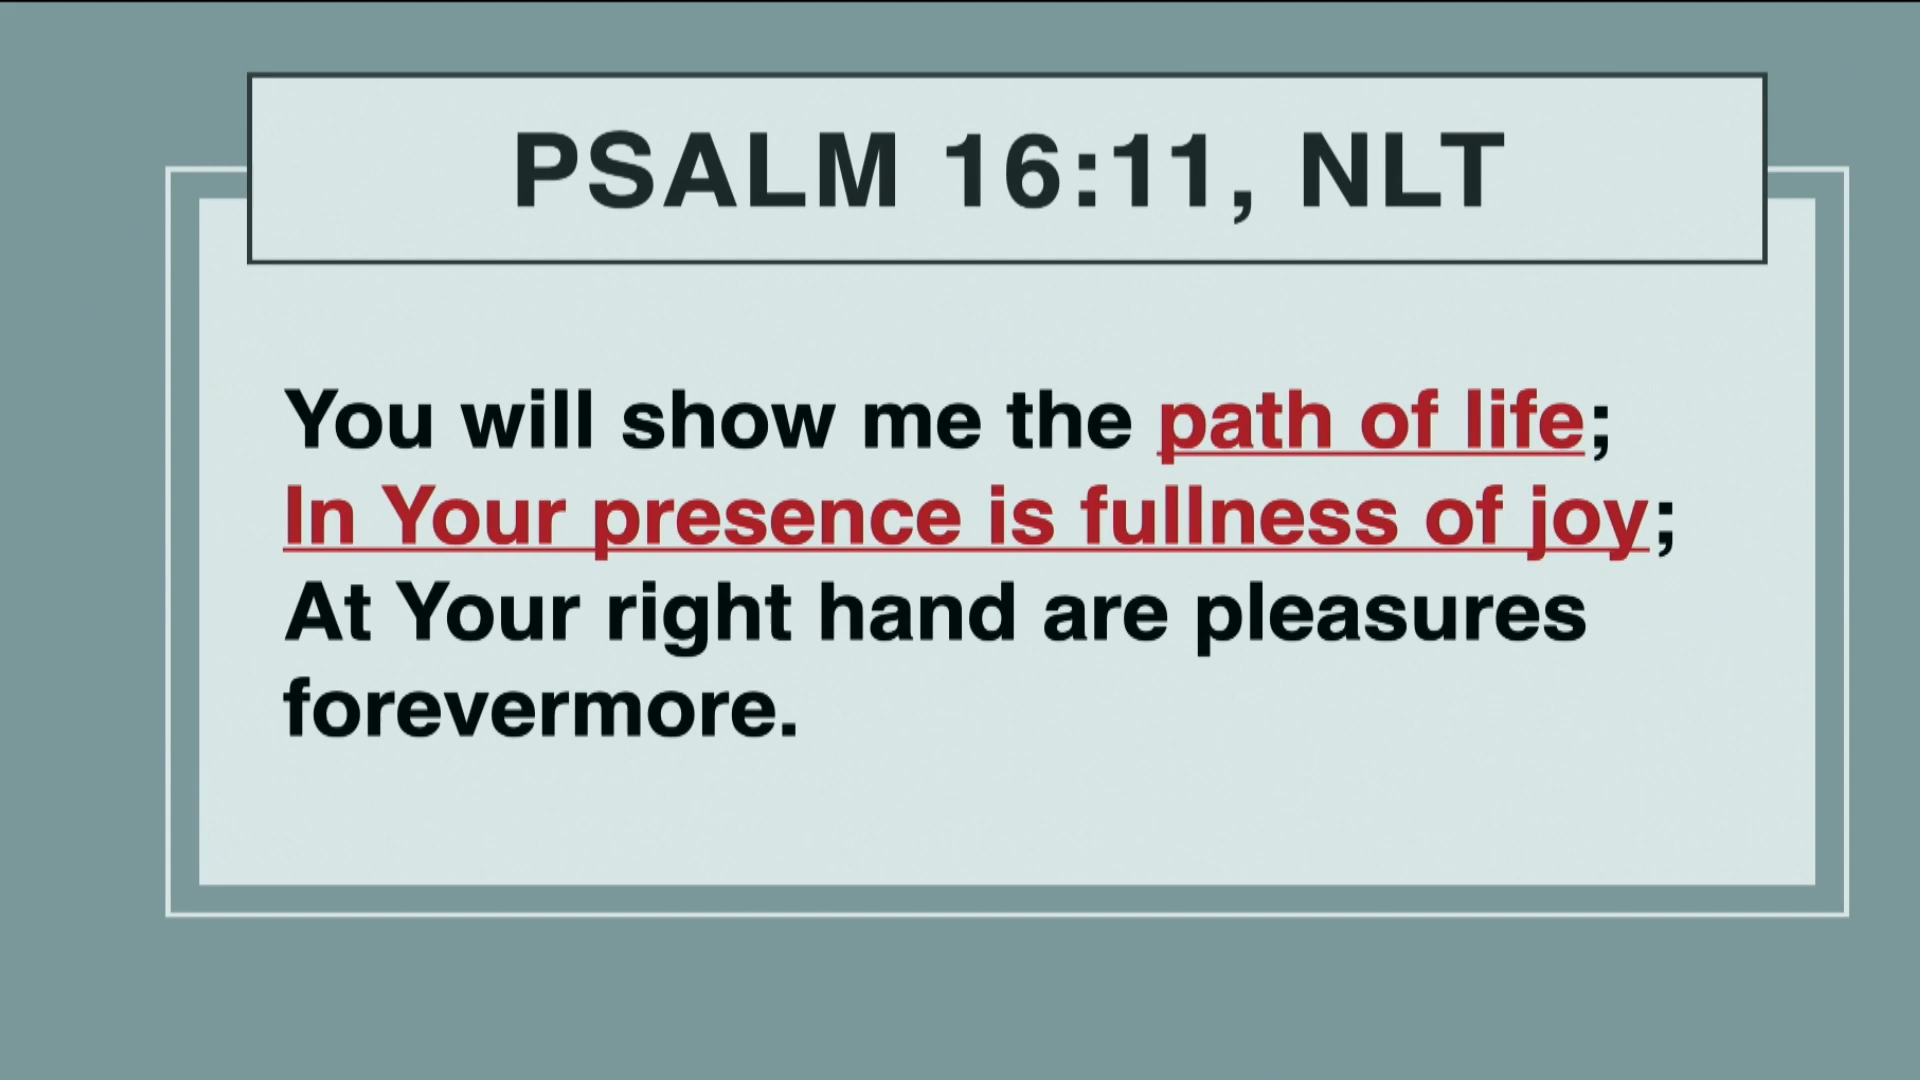 PSALM 16:11, NLT
You will show me the path of life;
In Your presence is fullness of joy;
At Your right hand are pleasures
forevermore.